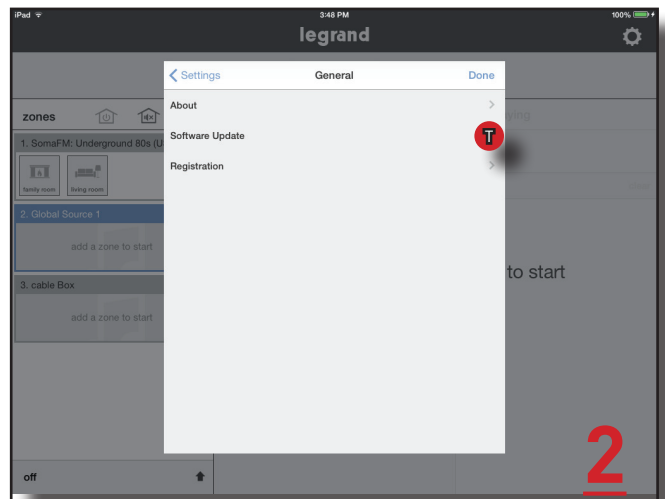 iPad 3:48 PM 100%
legrand
Settings General Done
About
Software Update T
Registration
zones
1. SomaFM: Underground 80s (U
family room living room
2. Global Source 1
add a zone to start
3. cable Box
add a zone to start
to start
off
2